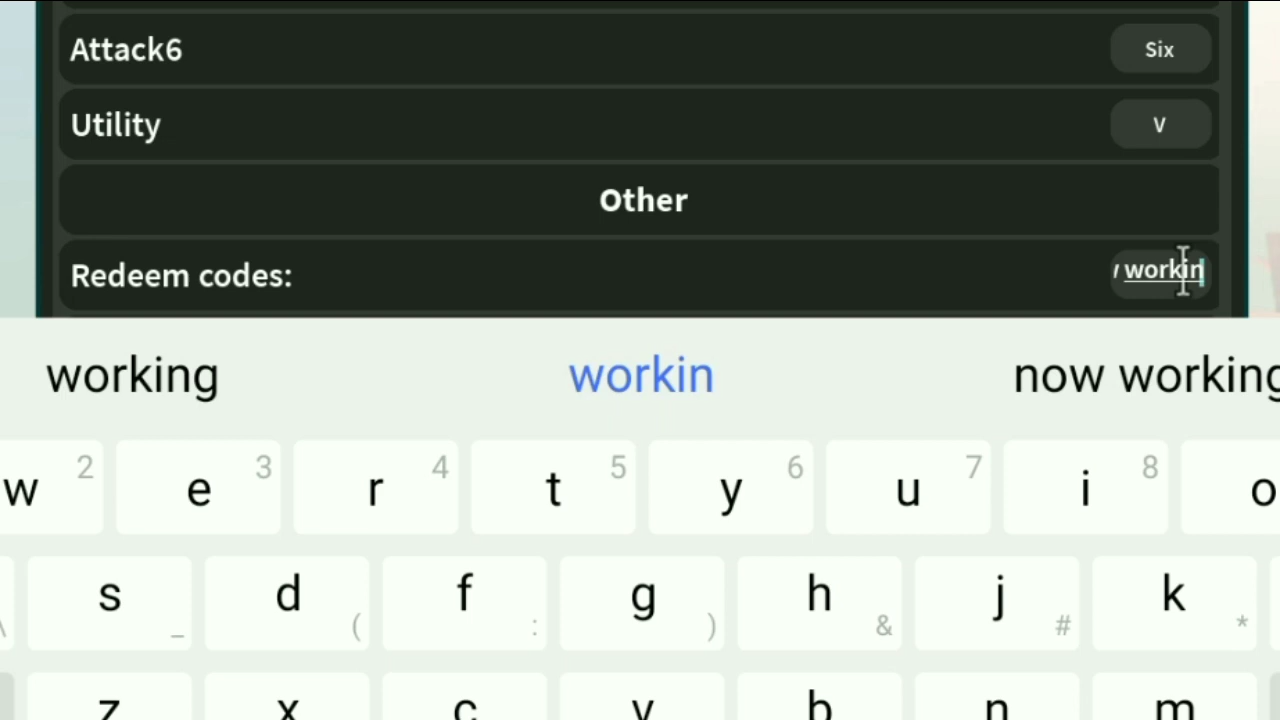 Attack6 Six
Utility V
Other
Redeem codes: workin
working workin now working
w 2 e 3 r 4 t 5 y 6 u 7 i 8 o
s _ d ( f : g ) h & j # k *
z x c v b n m